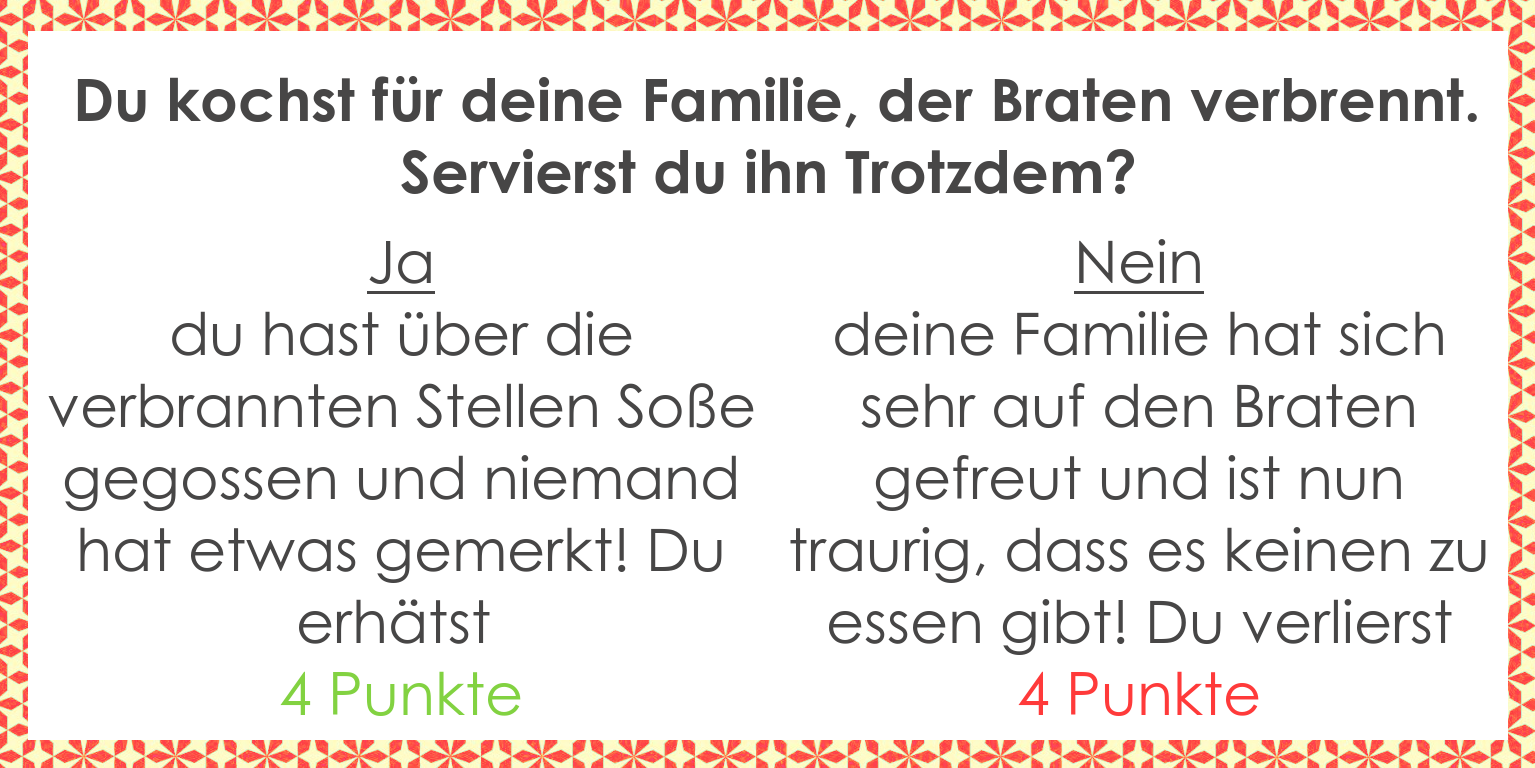 Du kochst für deine Familie, der Braten verbrennt.
Servierst du ihn Trotzdem?
Ja
du hast über die
verbrannten Stellen Soße
gegossen und niemand
hat etwas gemerkt! Du
erhätst
4 Punkte
Nein
deine Familie hat sich
sehr auf den Braten
gefreut und ist nun
traurig, dass es keinen zu
essen gibt! Du verlierst
4 Punkte